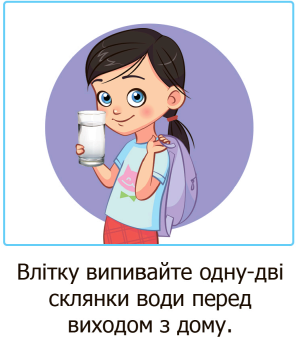 Влітку випивайте одну-дві
склянки води перед
виходом з дому.